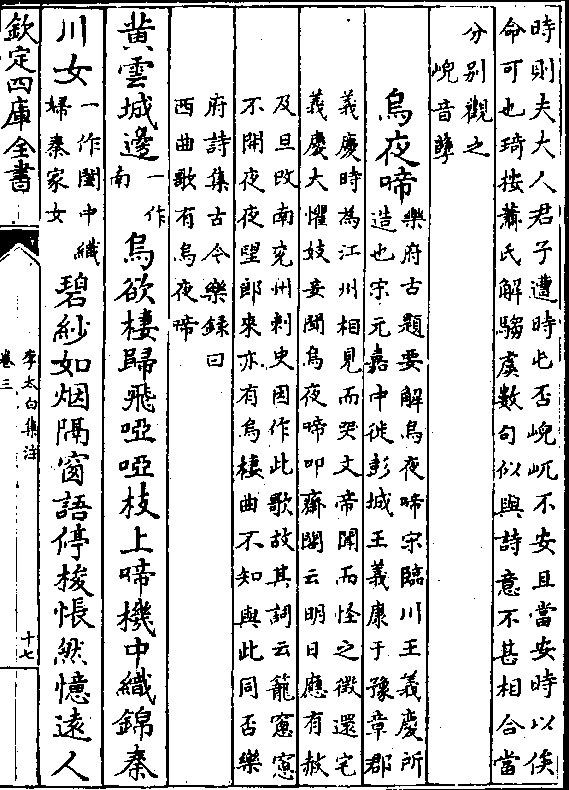 時則夫大人君子遭時屯否峗屼不安且當安時以俟
命可也琦按蕭氏解騶虞數句似與詩意不甚相合當
分别觀之
峗音孽
烏夜啼
樂府古題要解烏夜啼宗臨川王義慶所
造也宗元嘉中徙彭城王義康于豫章郡
義慶時為江州相見而哭文帝聞而怪之徴還宅
義慶大懼妓妾聞烏夜啼叩齋閤云明日應有赦
及旦改南兖州刺史因作此歌故其詞云籠窻窻
不開夜夜望郎來亦有烏棲曲不知與此同否樂
府詩集古今樂録曰
西曲歌有烏夜啼
黄雲城邊一作南烏欲棲歸飛啞啞枝上啼機中織錦秦
川女一作閨中織婦秦家女碧紗如烟隔窗語停梭悵然憶遠人
欽定四庫全書
李太白集注
卷三
十七